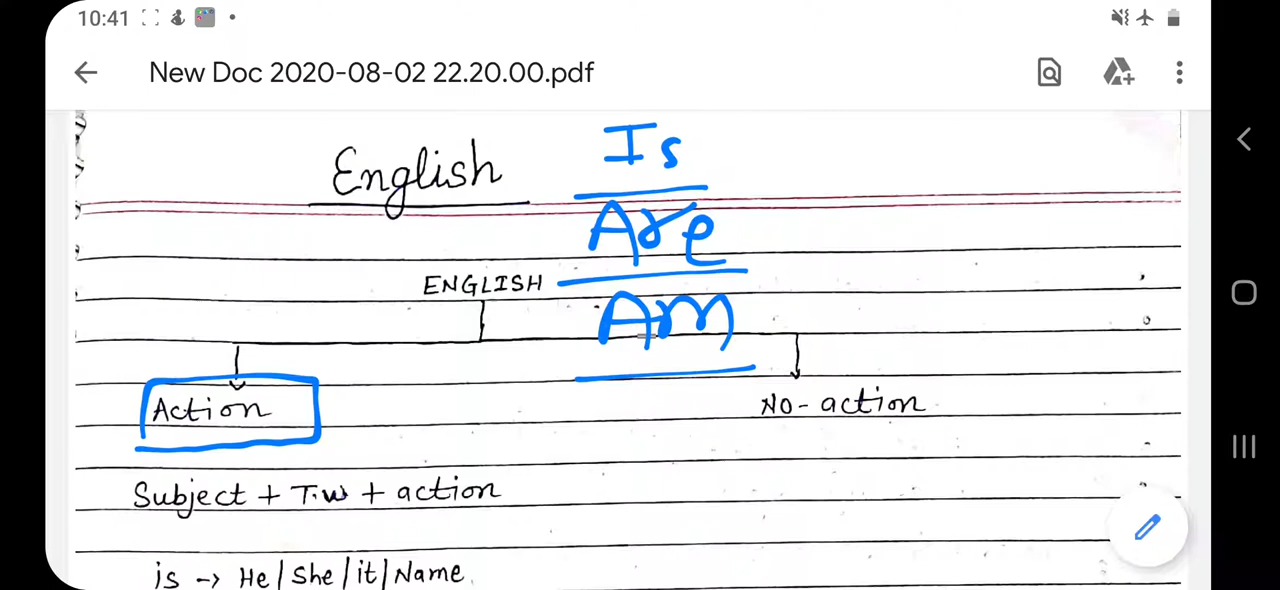 10:41
New Doc 2020-08-02 22.20.00.pdf
English
Is
Are
AM
ENGLISH
Action
No-action
Subject + T.W + action
is → He/She/it/Name